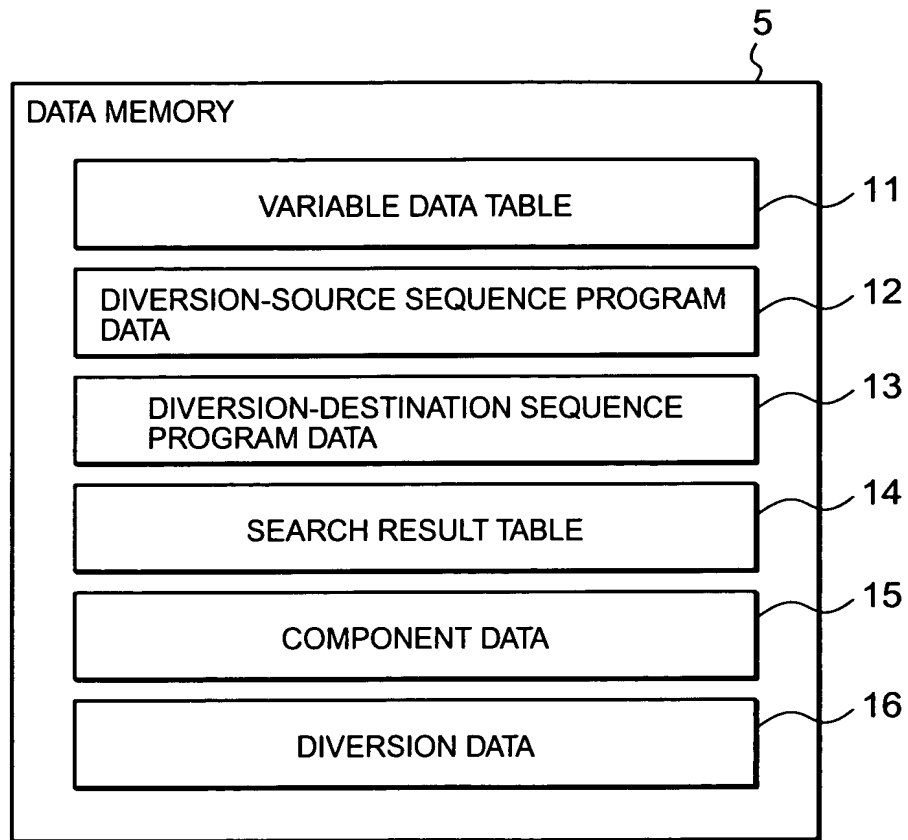 5
DATA MEMORY
VARIABLE DATA TABLE
11
DIVERSION-SOURCE SEQUENCE PROGRAM
DATA
12
DIVERSION-DESTINATION SEQUENCE
PROGRAM DATA
13
SEARCH RESULT TABLE
14
COMPONENT DATA
15
DIVERSION DATA
16